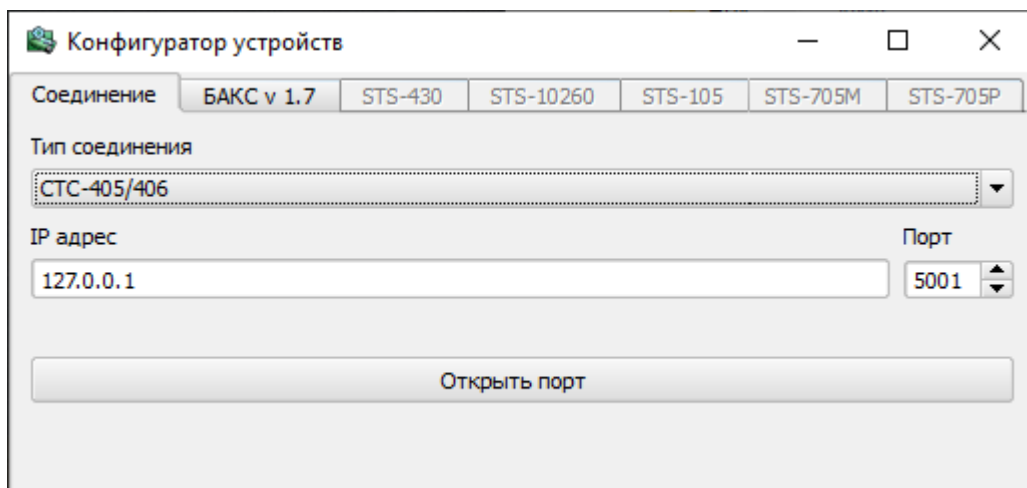 Конфигуратор устройств
Соединение БАКС v 1.7 STS-430 STS-10260 STS-105 STS-705M STS-705P
Тип соединения
СТС-405/406
IP адрес Порт
127.0.0.1 5001
Открыть порт